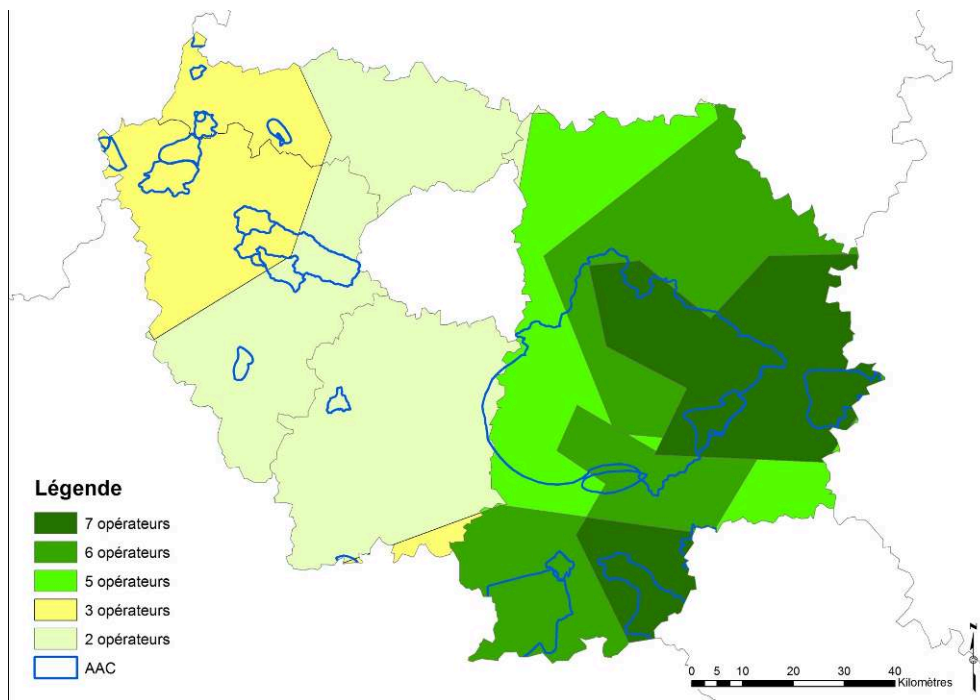 Légende
7 opérateurs
6 opérateurs
5 opérateurs
3 opérateurs
2 opérateurs
AAC
N
0 5 10 20 30 40
Kilomètres